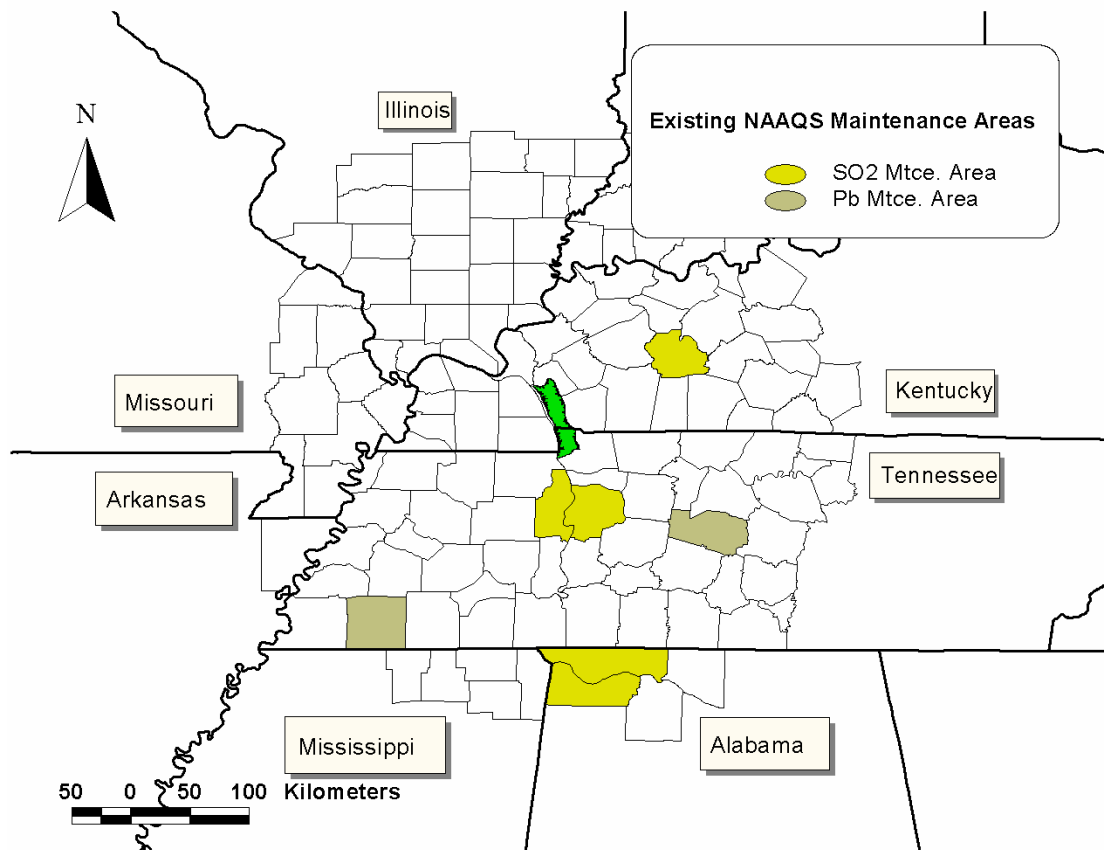 Existing NAAQS Maintenance Areas
SO2 Mtce. Area
Pb Mtce. Area
Illinois
N
Missouri
Kentucky
Arkansas
Tennessee
Mississippi
Alabama
50 0 50 100 Kilometers